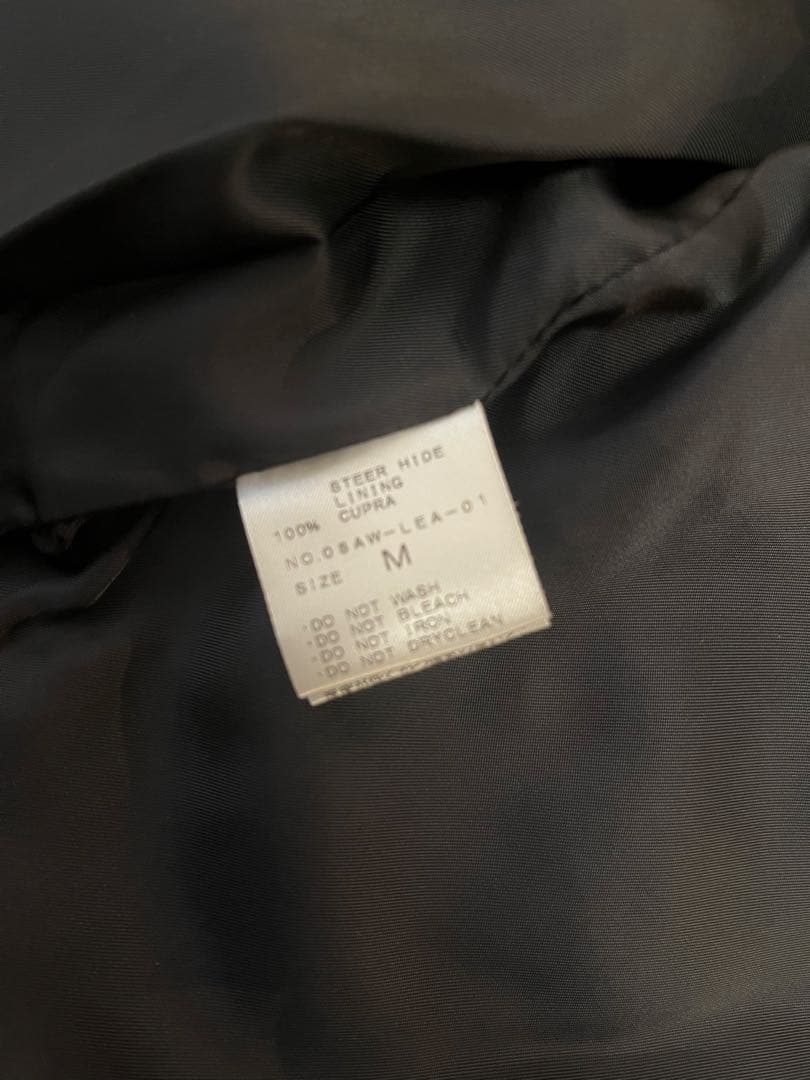 STEER HIDE
LINING
100% CUPRA
NO.08AW-LEA-01
SIZE M
·DO NOT WASH
·DO NOT BLEACH
·DO NOT IRON
·DO NOT DRYCLEAN